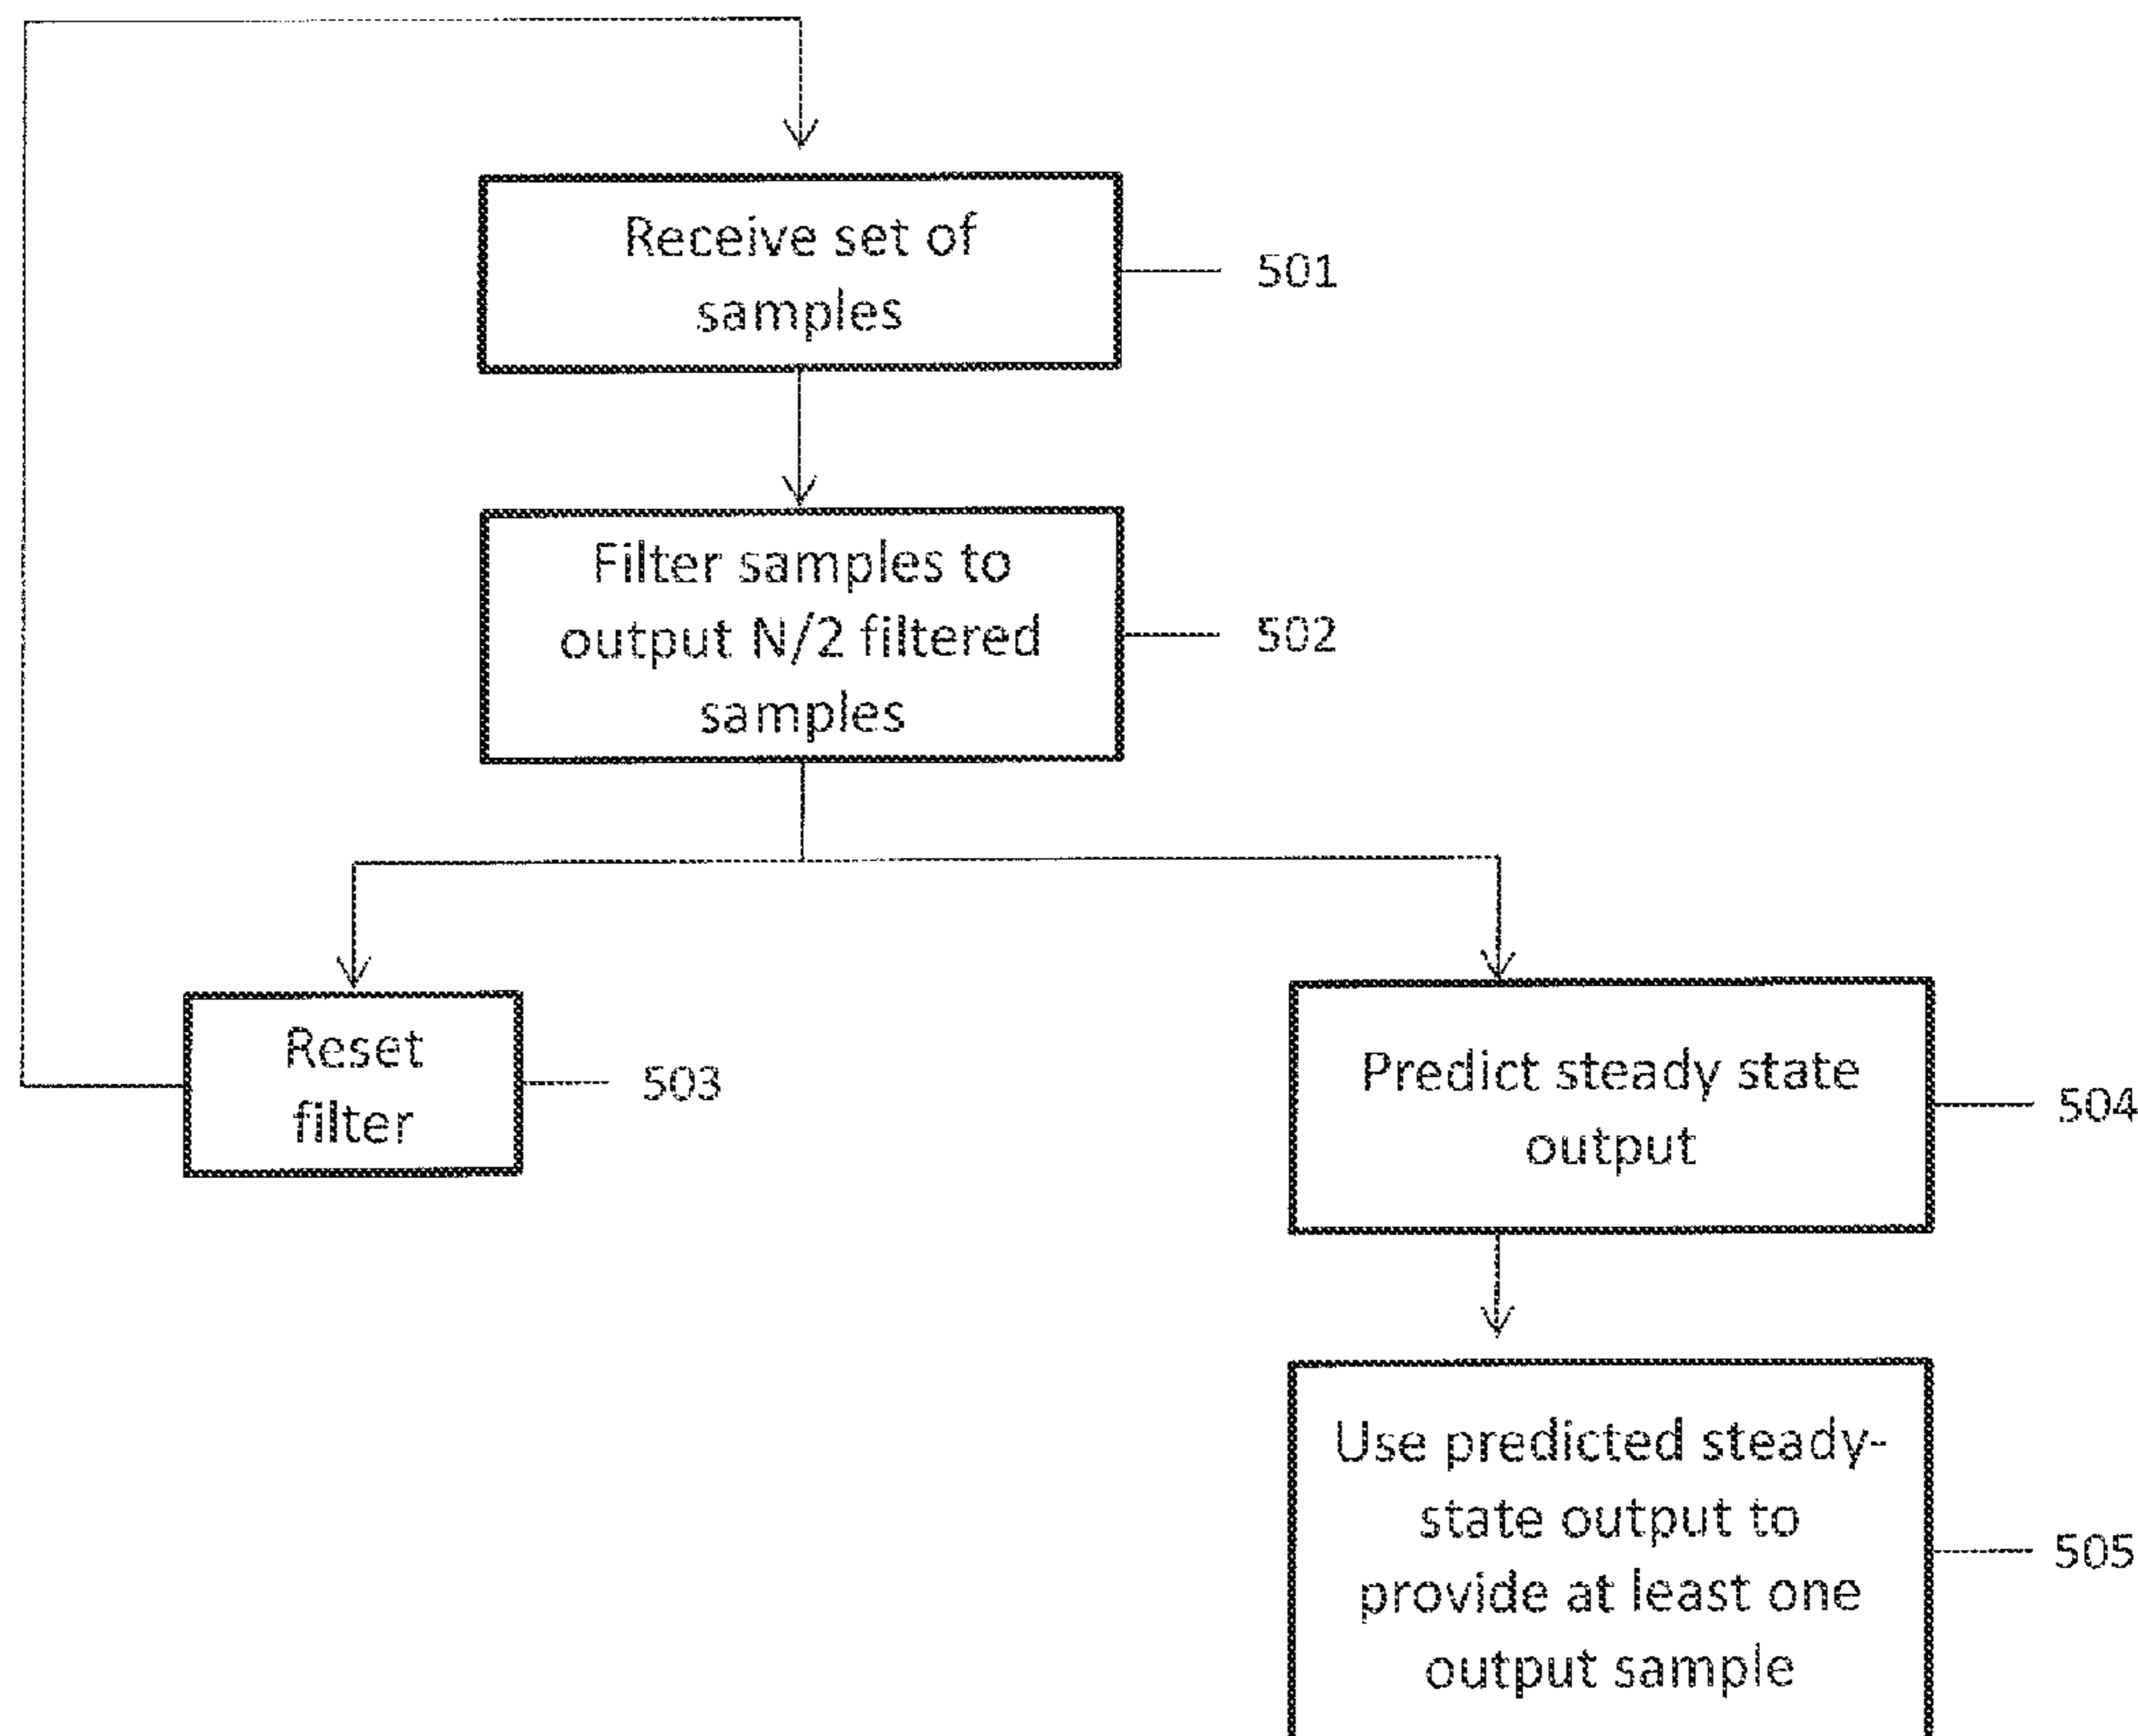 Receive set of
samples
501
Filter samples to
output N/2 filtered
samples
502
Reset
filter
503
Predict steady state
output
504
Use predicted steady-
state output to
provide at least one
output sample
505